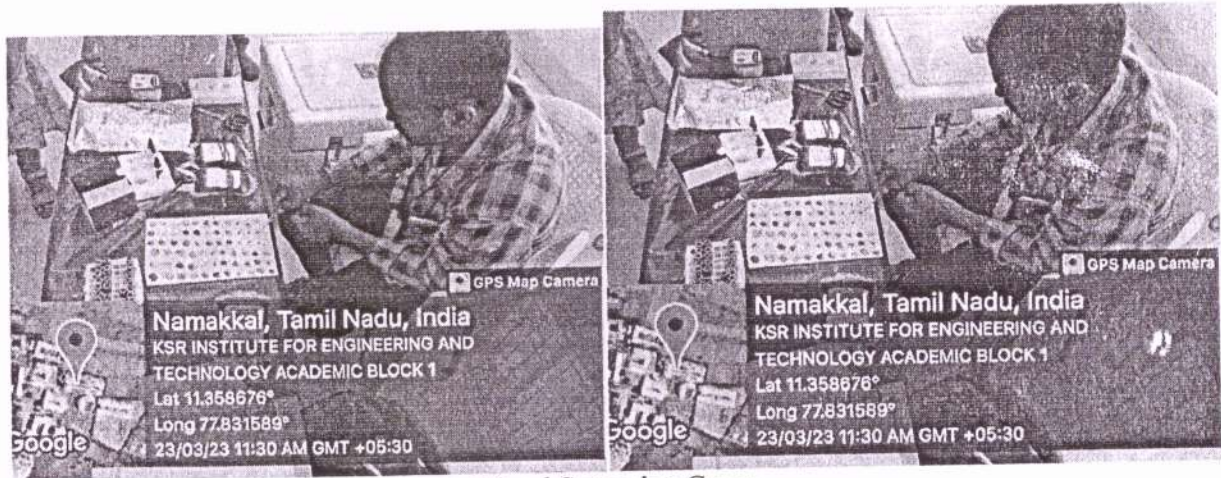 GPS Map Camera
Namakkal, Tamil Nadu, India
KSR INSTITUTE FOR ENGINEERING AND
TECHNOLOGY ACADEMIC BLOCK 1
Lat 11.358676°
Long 77.831589°
23/03/23 11:30 AM GMT +05:30
Google
GPS Map Camera
Namakkal, Tamil Nadu, India
KSR INSTITUTE FOR ENGINEERING AND
TECHNOLOGY ACADEMIC BLOCK 1
Lat 11.358676°
Long 77.831589°
23/03/23 11:30 AM GMT +05:30
Google